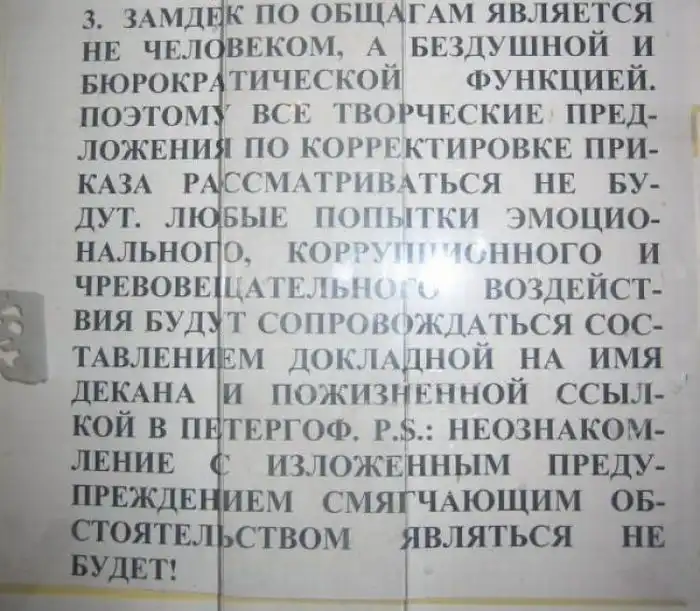 3. ЗАМДЕК ПО ОБЩАГАМ ЯВЛЯЕТСЯ
НЕ ЧЕЛОВЕКОМ, А БЕЗДУШНОЙ И
БЮРОКРАТИЧЕСКОЙ ФУНКЦИЕЙ.
ПОЭТОМУ ВСЕ ТВОРЧЕСКИЕ ПРЕД-
ЛОЖЕНИЯ ПО КОРРЕКТИРОВКЕ ПРИ-
КАЗА РАССМАТРИВАТЬСЯ НЕ БУ-
ДУТ. ЛЮБЫЕ ПОПЫТКИ ЭМОЦИО-
НАЛЬНОГО, КОРРУПЦИОННОГО И
ЧРЕВОВЕЩАТЕЛЬНОГО ВОЗДЕЙСТ-
ВИЯ БУДУТ СОПРОВОЖДАТЬСЯ СОС-
ТАВЛЕНИЕМ ДОКЛАДНОЙ НА ИМЯ
ДЕКАНА И ПОЖИЗНЕННОЙ ССЫЛ-
КОЙ В ПЕТЕРГОФ. P.S.: НЕОЗНАКОМ-
ЛЕНИЕ С ИЗЛОЖЕННЫМ ПРЕДУ-
ПРЕЖДЕНИЕМ СМЯГЧАЮЩИМ ОБ-
СТОЯТЕЛЬСТВОМ ЯВЛЯТЬСЯ НЕ
БУДЕТ!